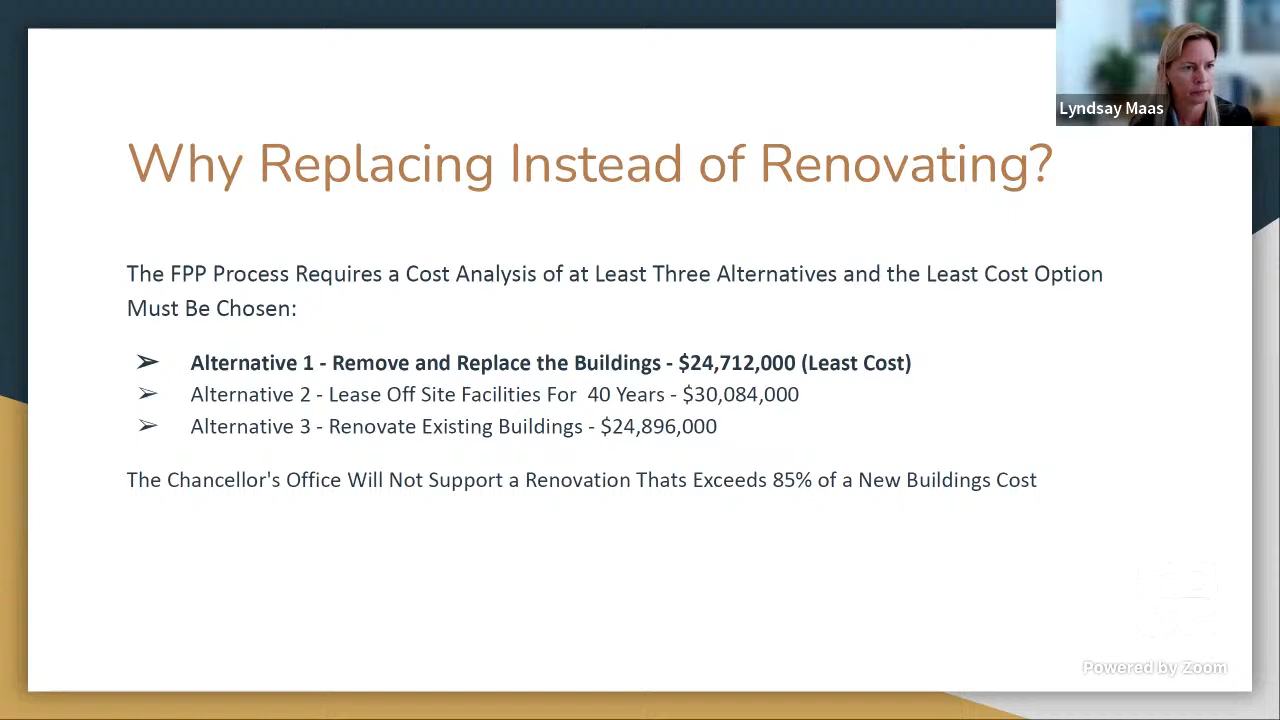 Lyndsay Maas
Why Replacing Instead of Renovating?
The FPP Process Requires a Cost Analysis of at Least Three Alternatives and the Least Cost Option
Must Be Chosen:
➢ Alternative 1 - Remove and Replace the Buildings - $24,712,000 (Least Cost)
➢ Alternative 2 - Lease Off Site Facilities For 40 Years - $30,084,000
➢ Alternative 3 - Renovate Existing Buildings - $24,896,000
The Chancellor's Office Will Not Support a Renovation Thats Exceeds 85% of a New Buildings Cost
Powered by Zoom